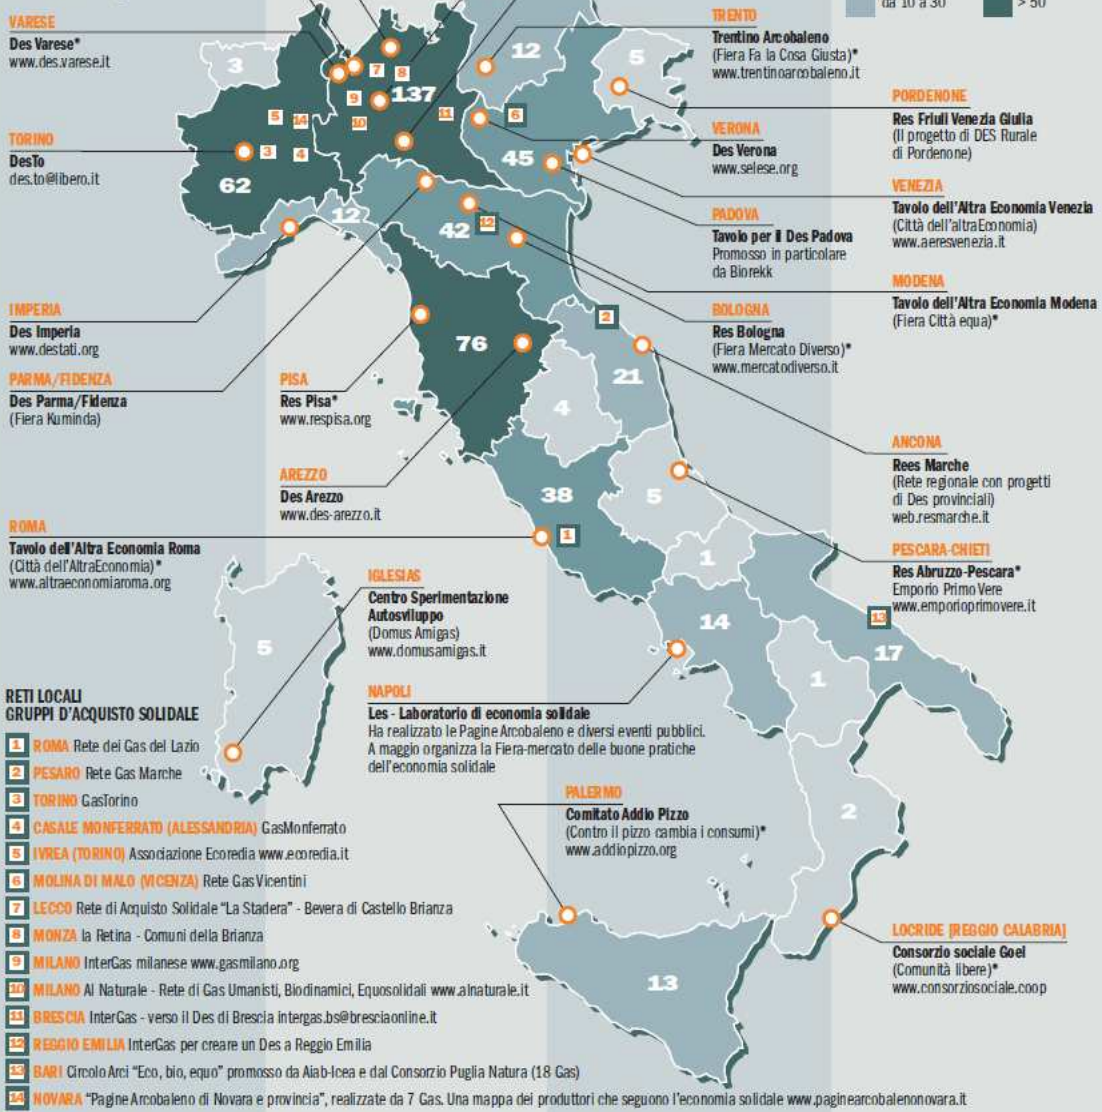 da 10 a 30
> 50
VARESE
Des Varese*
www.des.varese.it
TORINO
DesTo
des.to@libero.it
IMPERIA
Des Imperia
www.destati.org
PARMA/FIDENZA
Des Parma/Fidenza
(Fiera Kuminda)
PISA
Res Pisa*
www.respisa.org
AREZZO
Des Arezzo
www.des-arezzo.it
ROMA
Tavolo dell'Altra Economia Roma
(Città dell'AltraEconomia)*
www.altraeconomiaroma.org
IGLESIAS
Centro Sperimentazione
Autosviluppo
(Domus Amigas)
www.domusamigas.it
NAPOLI
Les - Laboratorio di economia solidale
Ha realizzato le Pagine Arcobaleno e diversi eventi pubblici.
A maggio organizza la Fiera-mercato delle buone pratiche
dell'economia solidale
PALERMO
Comitato Addio Pizzo
(Contro il pizzo cambia i consumi)*
www.addiopizzo.org
TRENTO
Trentino Arcobaleno
(Fiera Fa la Cosa Giusta)*
www.trentinoarcobaleno.it
VERONA
Des Verona
www.selese.org
PADOVA
Tavolo per il Des Padova
Promosso in particolare
da Biorekk
BOLOGNA
Res Bologna
(Fiera Mercato Diverso)*
www.mercatodiverso.it
PORDENONE
Res Friuli Venezia Giulia
(Il progetto di DES Rurale
di Pordenone)
VENEZIA
Tavolo dell'Altra Economia Venezia
(Città dell'altraEconomia)
www.aeresvenezia.it
MODENA
Tavolo dell'Altra Economia Modena
(Fiera Città equa)*
ANCONA
Rees Marche
(Rete regionale con progetti
di Des provinciali)
web.resmarche.it
PESCARA-CHIETI
Res Abruzzo-Pescara*
Emporio Primo Vere
www.emporioprimovere.it
LOCRIDE [REGGIO CALABRIA]
Consorzio sociale Goel
(Comunità libere)*
www.consorziosociale.coop
3
12
5
7
8
9
137
10
11
6
5
14
3
4
62
45
12
42
12
76
2
21
4
38
5
1
1
14
13
17
1
5
2
13
RETI LOCALI
GRUPPI D'ACQUISTO SOLIDALE
1 ROMA Rete dei Gas del Lazio
2 PESARO Rete Gas Marche
3 TORINO GasTorino
4 CASALE MONFERRATO (ALESSANDRIA) GasMonferrato
5 IVREA (TORINO) Associazione Ecoredia www.ecoredia.it
6 MOLINA DI MALO (VICENZA) Rete Gas Vicentini
7 LECCO Rete di Acquisto Solidale "La Stadera" - Bevera di Castello Brianza
8 MONZA la Retina - Comuni della Brianza
9 MILANO InterGas milanese www.gasmilano.org
10 MILANO Al Naturale - Rete di Gas Umanisti, Biodinamici, Equosolidali www.alnaturale.it
11 BRESCIA InterGas - verso il Des di Brescia intergas.bs@bresciaonline.it
12 REGGIO EMILIA InterGas per creare un Des a Reggio Emilia
13 BARI Circolo Arci "Eco, bio, equo" promosso da Aiab-Icea e dal Consorzio Puglia Natura (18 Gas)
14 NOVARA "Pagine Arcobaleno di Novara e provincia", realizzate da 7 Gas. Una mappa dei produttori che seguono l'economia solidale www.paginearcobalenonovara.it